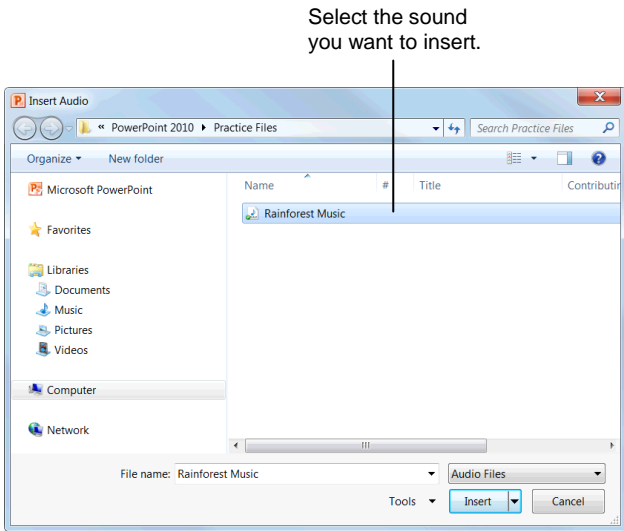 Select the sound
you want to insert.
Insert Audio
« PowerPoint 2010 Practice Files
Search Practice Files
Organize New folder
Microsoft PowerPoint
Name # Title Contributin
Rainforest Music
Favorites
Libraries
Documents
Music
Pictures
Videos
Computer
Network
File name: Rainforest Music Audio Files
Tools Insert Cancel